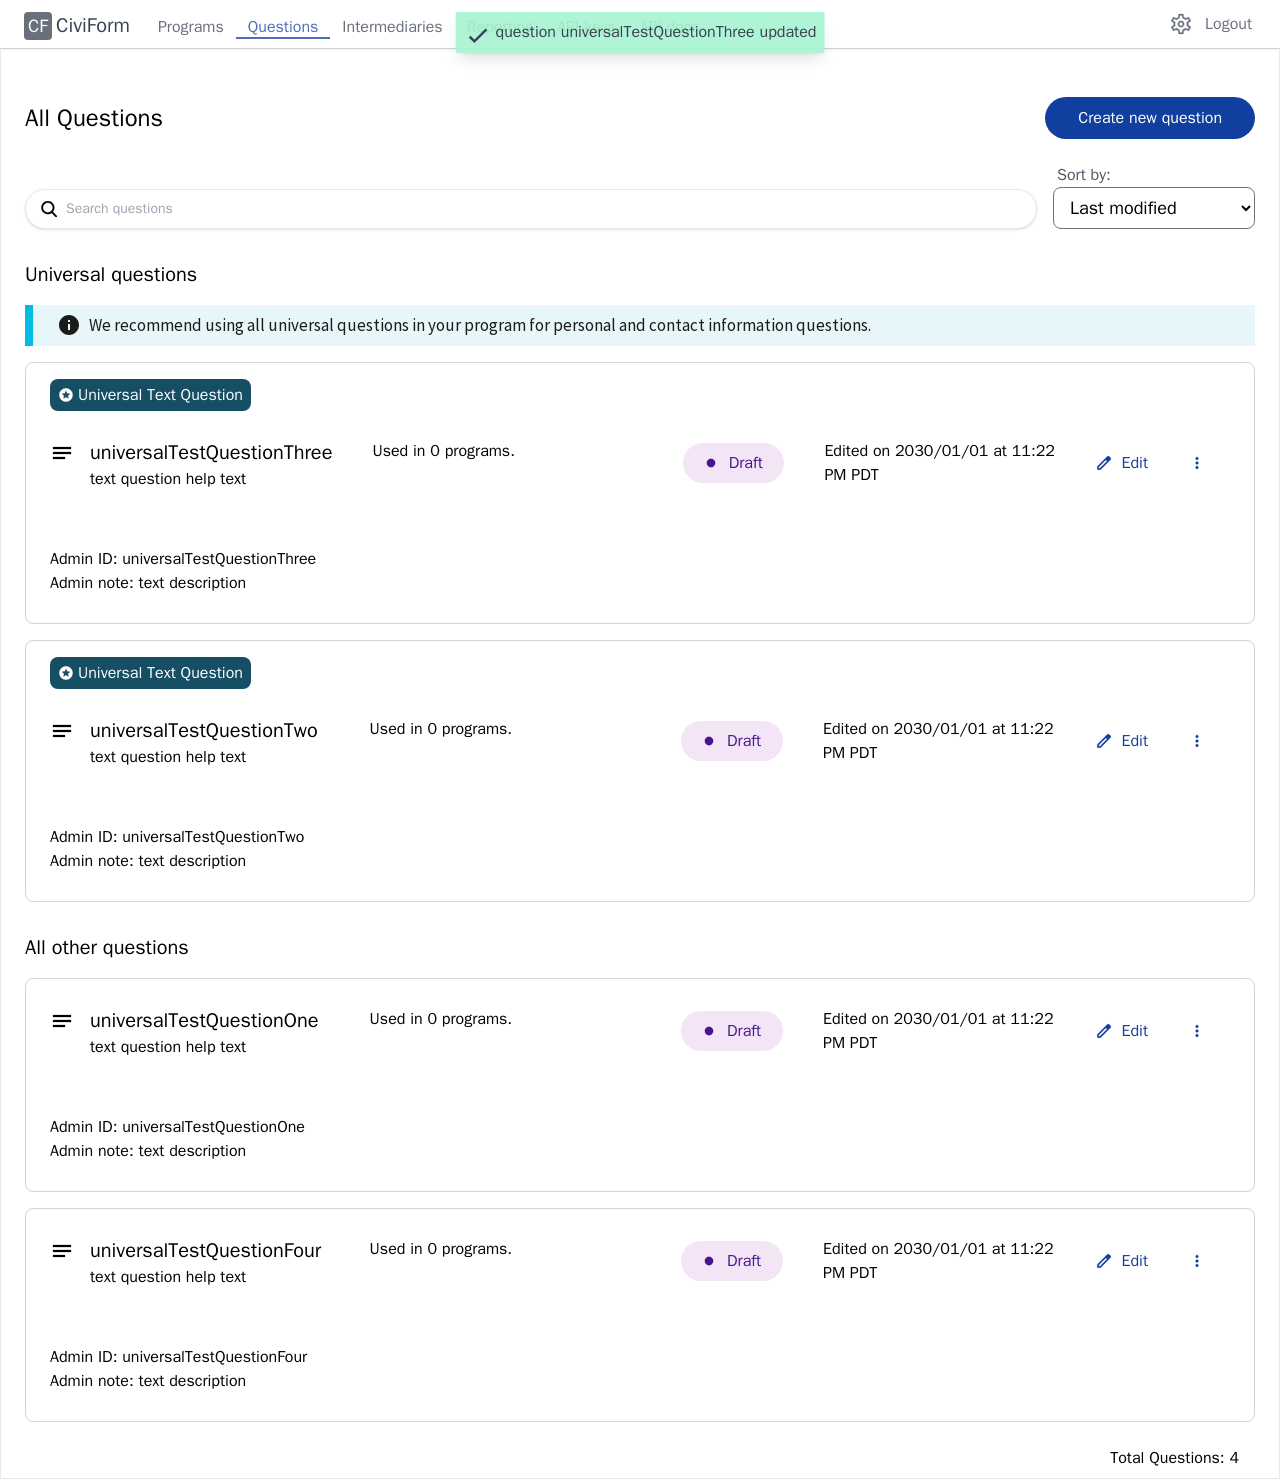 CF CiviForm Programs Questions Intermediaries question universalTestQuestionThree updated Logout
All Questions Create new question
Sort by:
Search questions Last modified
Universal questions
We recommend using all universal questions in your program for personal and contact information questions.
Universal Text Question
universalTestQuestionThree Used in 0 programs. Draft Edited on 2030/01/01 at 11:22 PM PDT Edit
text question help text
Admin ID: universalTestQuestionThree
Admin note: text description
Universal Text Question
universalTestQuestionTwo Used in 0 programs. Draft Edited on 2030/01/01 at 11:22 PM PDT Edit
text question help text
Admin ID: universalTestQuestionTwo
Admin note: text description
All other questions
universalTestQuestionOne Used in 0 programs. Draft Edited on 2030/01/01 at 11:22 PM PDT Edit
text question help text
Admin ID: universalTestQuestionOne
Admin note: text description
universalTestQuestionFour Used in 0 programs. Draft Edited on 2030/01/01 at 11:22 PM PDT Edit
text question help text
Admin ID: universalTestQuestionFour
Admin note: text description
Total Questions: 4